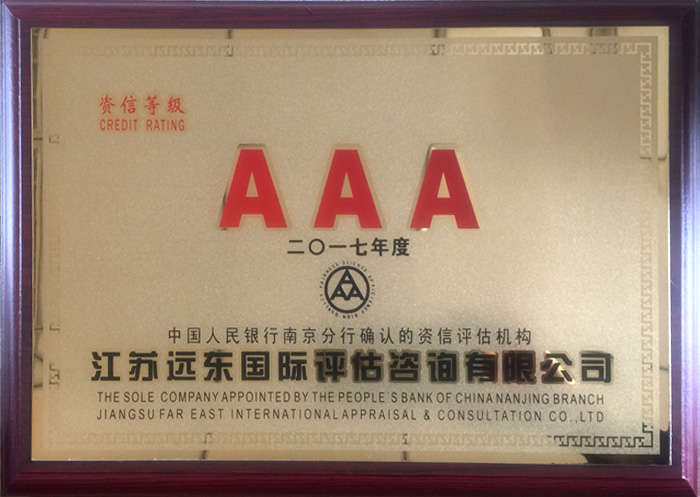 资信等级
CREDIT RATING
AAA
二〇一七年度
中国人民银行南京分行确认的资信评估机构
江苏远东国际评估咨询有限公司
THE SOLE COMPANY APPOINTED BY THE PEOPLE'S BANK OF CHINA NANJING BRANCH
JIANGSU FAR EAST INTERNATIONAL APPRAISAL & CONSULTATION CO.,LTD